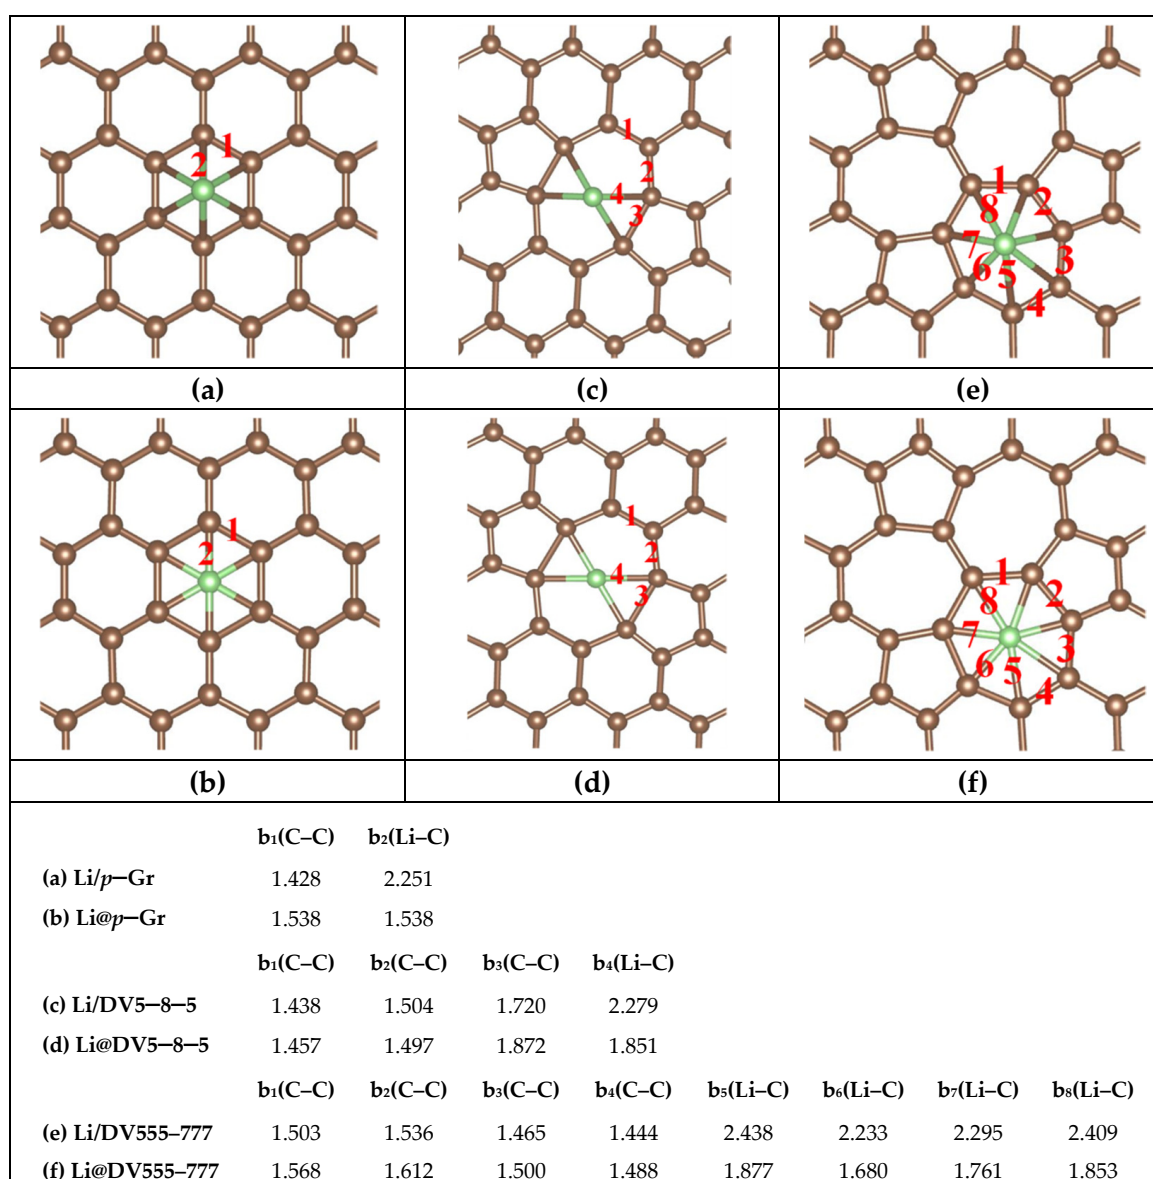 1
2
1
2
4
3
1
2
8
7
3
6
5
4
(a)
(c)
(e)
1
2
1
2
4
3
1
2
8
7
3
6
5
4
(b)
(d)
(f)
b₁(C–C) b₂(Li–C)
(a) Li/p–Gr 1.428 2.251
(b) Li@p–Gr 1.538 1.538
b₁(C–C) b₂(C–C) b₃(C–C) b₄(Li–C)
(c) Li/DV5–8–5 1.438 1.504 1.720 2.279
(d) Li@DV5–8–5 1.457 1.497 1.872 1.851
b₁(C–C) b₂(C–C) b₃(C–C) b₄(C–C) b₅(Li–C) b₆(Li–C) b₇(Li–C) b₈(Li–C)
(e) Li/DV555–777 1.503 1.536 1.465 1.444 2.438 2.233 2.295 2.409
(f) Li@DV555–777 1.568 1.612 1.500 1.488 1.877 1.680 1.761 1.853